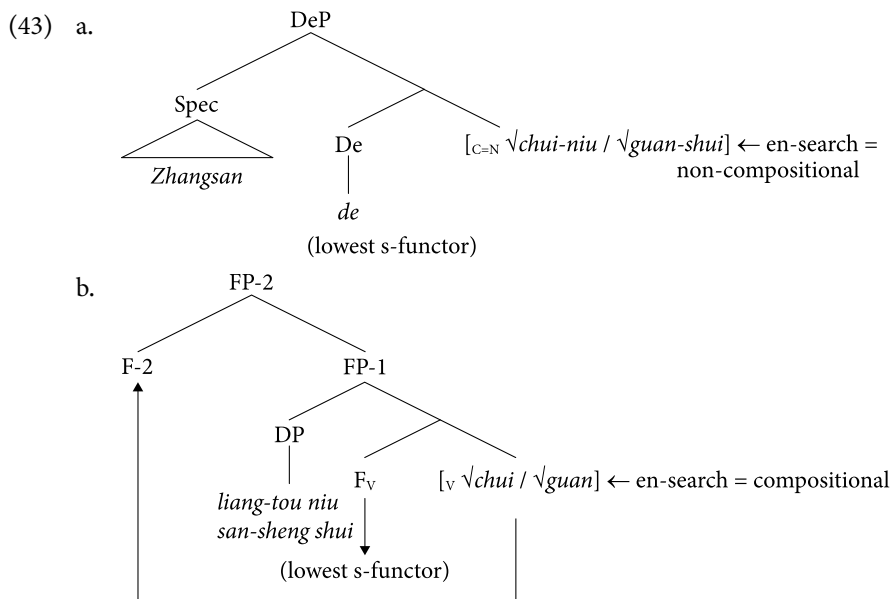 (43) a. DeP
Spec
Zhangsan
De
de
(lowest s-functor)
[C=N √chui-niu / √guan-shui] ← en-search =
non-compositional
b. FP-2
F-2 FP-1
DP
liang-tou niu
san-sheng shui
FV
(lowest s-functor)
[V √chui / √guan] ← en-search = compositional